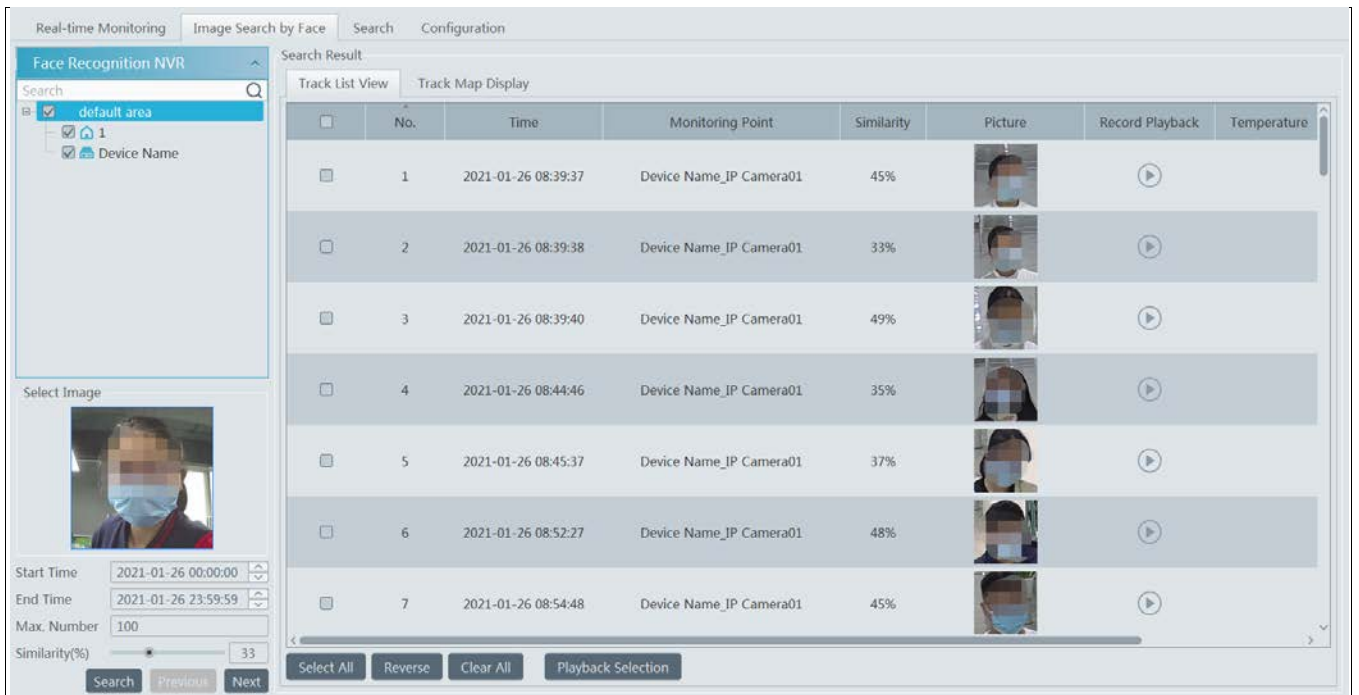 Real-time Monitoring Image Search by Face Search Configuration
Face Recognition NVR
Search
default area
1
Device Name
Select Image
Start Time 2021-01-26 00:00:00
End Time 2021-01-26 23:59:59
Max. Number 100
Similarity(%) 33
Search Previous Next
Search Result
Track List View Track Map Display
No. Time Monitoring Point Similarity Picture Record Playback Temperature
1 2021-01-26 08:39:37 Device Name_IP Camera01 45%
2 2021-01-26 08:39:38 Device Name_IP Camera01 33%
3 2021-01-26 08:39:40 Device Name_IP Camera01 49%
4 2021-01-26 08:44:46 Device Name_IP Camera01 35%
5 2021-01-26 08:45:37 Device Name_IP Camera01 37%
6 2021-01-26 08:52:27 Device Name_IP Camera01 48%
7 2021-01-26 08:54:48 Device Name_IP Camera01 45%
Select All Reverse Clear All Playback Selection